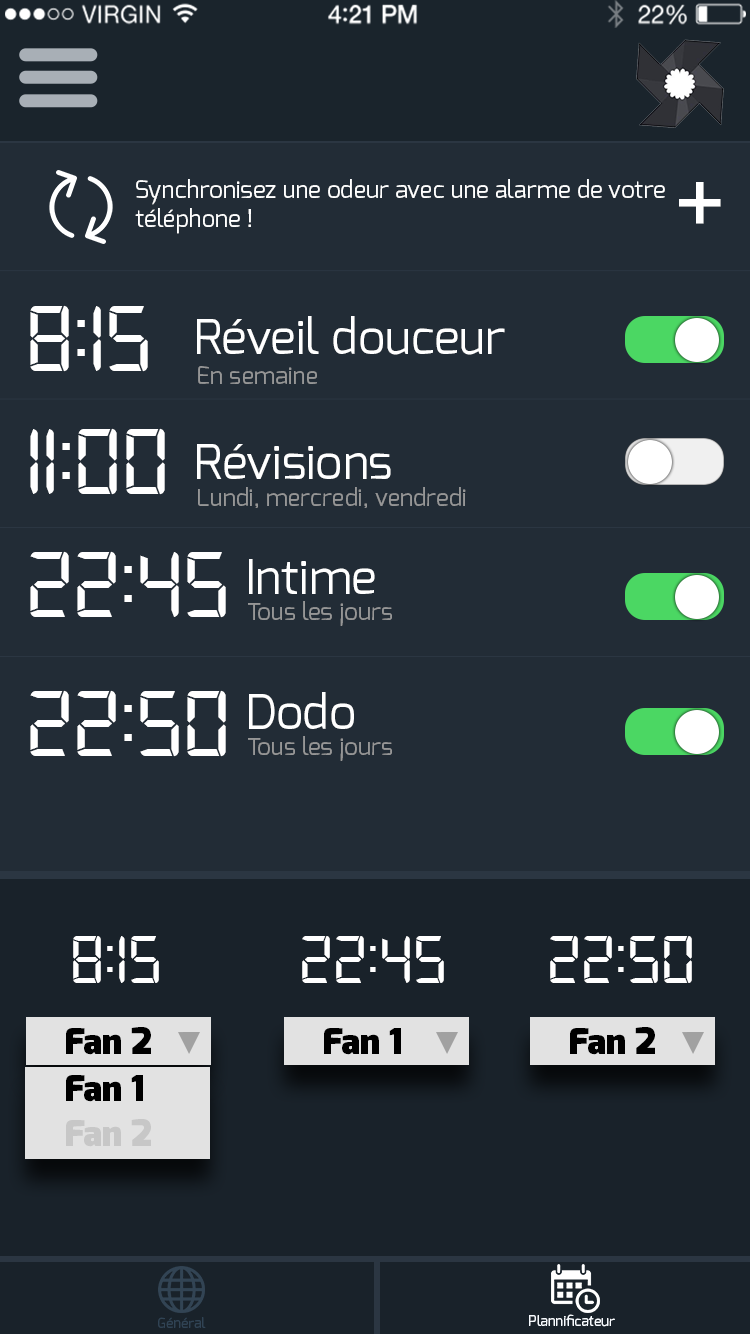 VIRGIN 4:21 PM 22%
Synchronisez une odeur avec une alarme de votre
téléphone !
8:15 Réveil douceur
En semaine
11:00 Révisions
Lundi, mercredi, vendredi
22:45 Intime
Tous les jours
22:50 Dodo
Tous les jours
8:15 22:45 22:50
Fan 2 Fan 1 Fan 2
Fan 1
Fan 2
Général Plannificateur